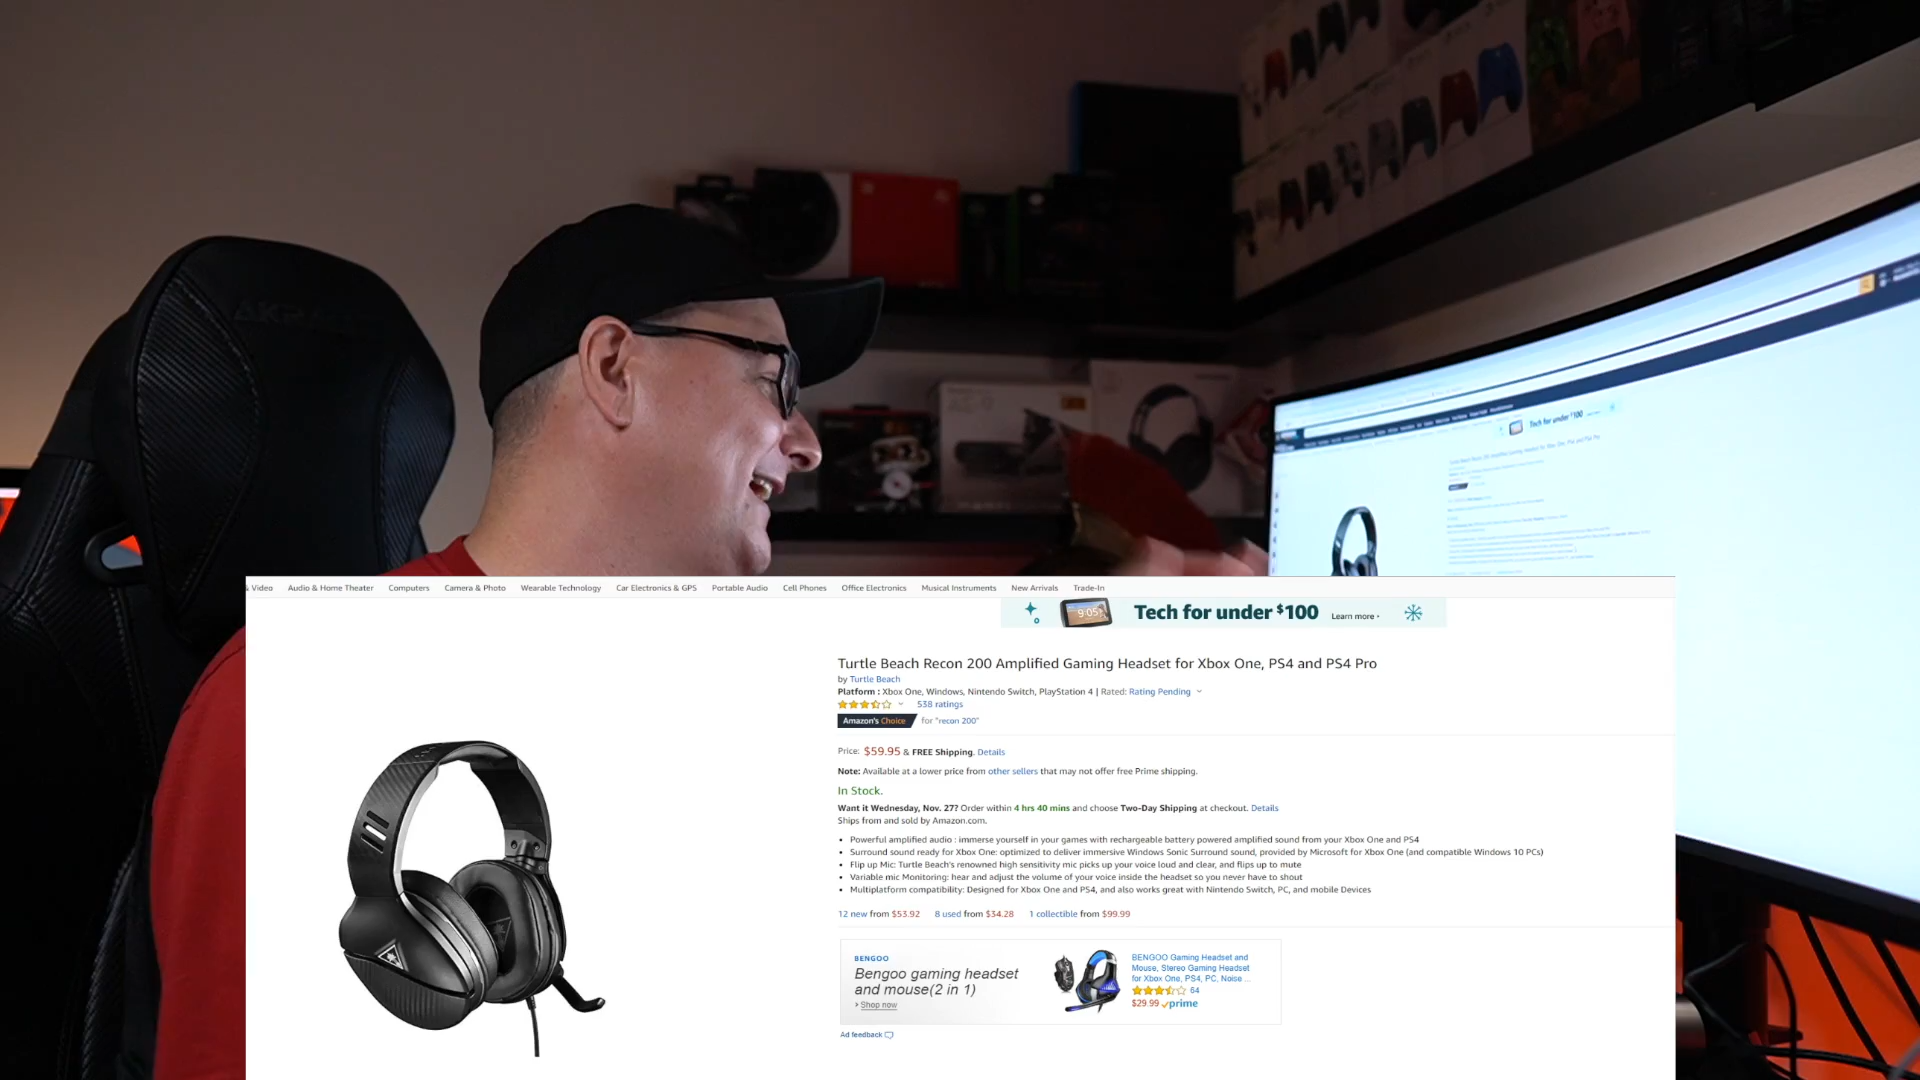 Tech for under $100
& Video Audio & Home Theater Computers Camera & Photo Wearable Technology Car Electronics & GPS Portable Audio Cell Phones Office Electronics Musical Instruments New Arrivals Trade-In
9:05
Tech for under $100 Learn more ›
Turtle Beach Recon 200 Amplified Gaming Headset for Xbox One, PS4 and PS4 Pro
by Turtle Beach
Platform : Xbox One, Windows, Nintendo Switch, PlayStation 4 | Rated: Rating Pending
538 ratings
Amazon's Choice for "recon 200"
Price: $59.95 & FREE Shipping. Details
Note: Available at a lower price from other sellers that may not offer free Prime shipping.
In Stock.
Want it Wednesday, Nov. 27? Order within 4 hrs 40 mins and choose Two-Day Shipping at checkout. Details
Ships from and sold by Amazon.com.
• Powerful amplified audio : immerse yourself in your games with rechargeable battery powered amplified sound from your Xbox One and PS4
• Surround sound ready for Xbox One: optimized to deliver immersive Windows Sonic Surround sound, provided by Microsoft for Xbox One (and compatible Windows 10 PCs)
• Flip up Mic: Turtle Beach's renowned high sensitivity mic picks up your voice loud and clear, and flips up to mute
• Variable mic Monitoring: hear and adjust the volume of your voice inside the headset so you never have to shout
• Multiplatform compatibility: Designed for Xbox One and PS4, and also works great with Nintendo Switch, PC, and mobile Devices
12 new from $53.92 8 used from $34.28 1 collectible from $99.99
BENGOO
Bengoo gaming headset
and mouse(2 in 1)
› Shop now
BENGOO Gaming Headset and
Mouse, Stereo Gaming Headset
for Xbox One, PS4, PC, Noise ...
64
$29.99 prime
Ad feedback